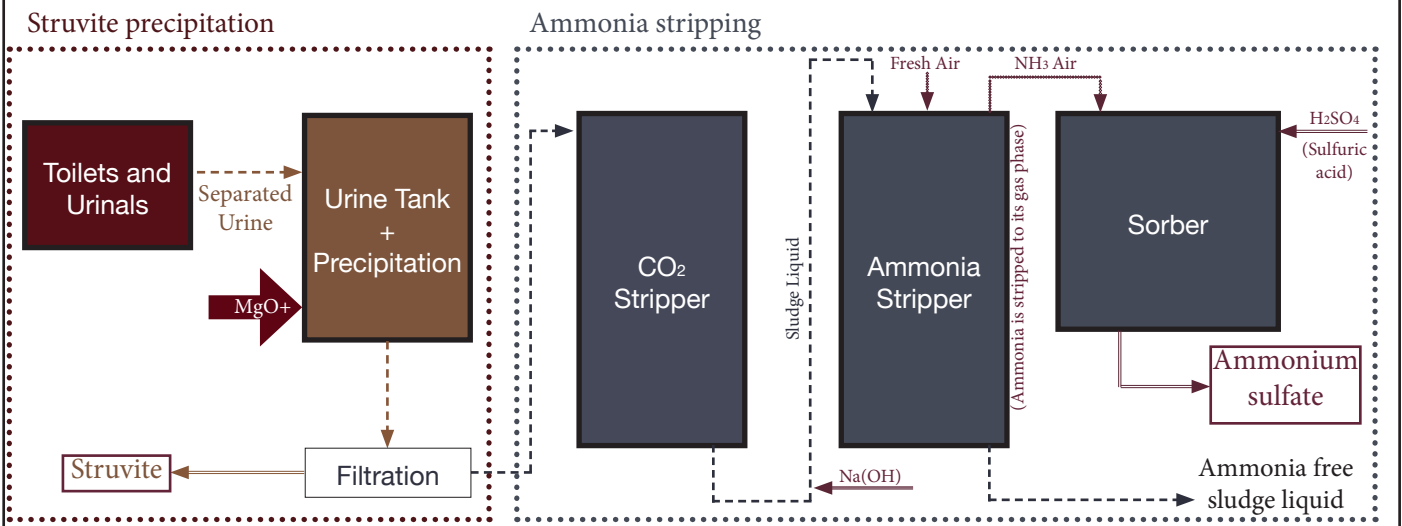 Struvite precipitation
Ammonia stripping
Toilets and
Urinals
Separated
Urine
Urine Tank
+
Precipitation
MgO+
Filtration
Struvite
CO₂
Stripper
Sludge Liquid
Na(OH)
Fresh Air
NH₃ Air
Ammonia
Stripper
(Ammonia is stripped to its gas phase)
Sorber
H₂SO₄
(Sulfuric
acid)
Ammonium
sulfate
Ammonia free
sludge liquid